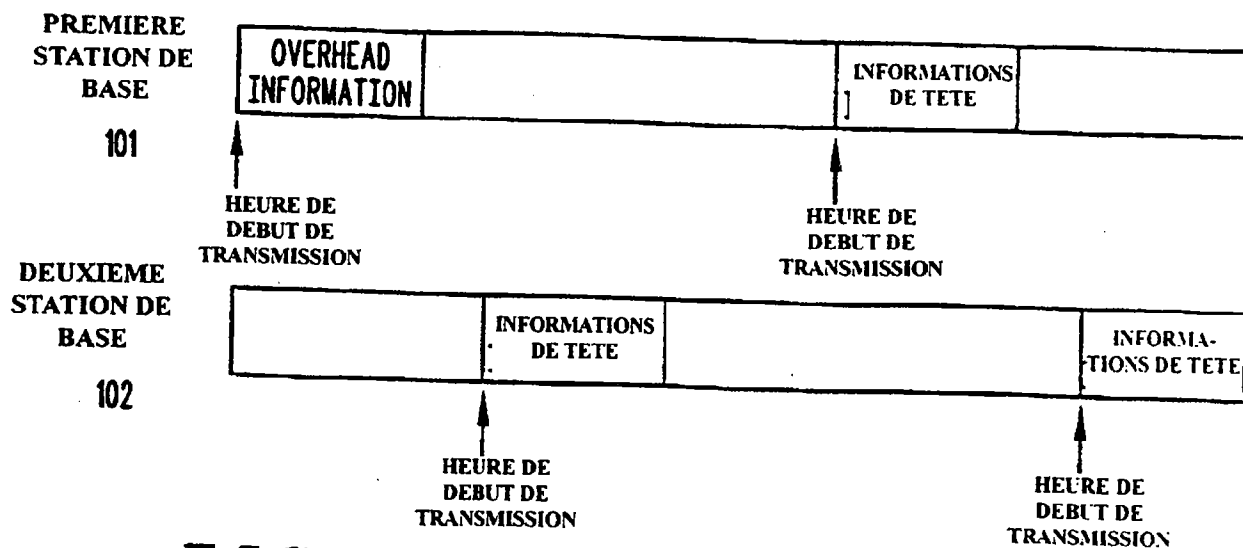 PREMIERE
STATION DE
BASE
101
OVERHEAD
INFORMATION
INFORMATIONS
DE TETE
HEURE DE
DEBUT DE
TRANSMISSION
HEURE DE
DEBUT DE
TRANSMISSION
DEUXIEME
STATION DE
BASE
102
INFORMATIONS
DE TETE
INFORMA-
TIONS DE TETE
HEURE DE
DEBUT DE
TRANSMISSION
HEURE DE
DEBUT DE
TRANSMISSION